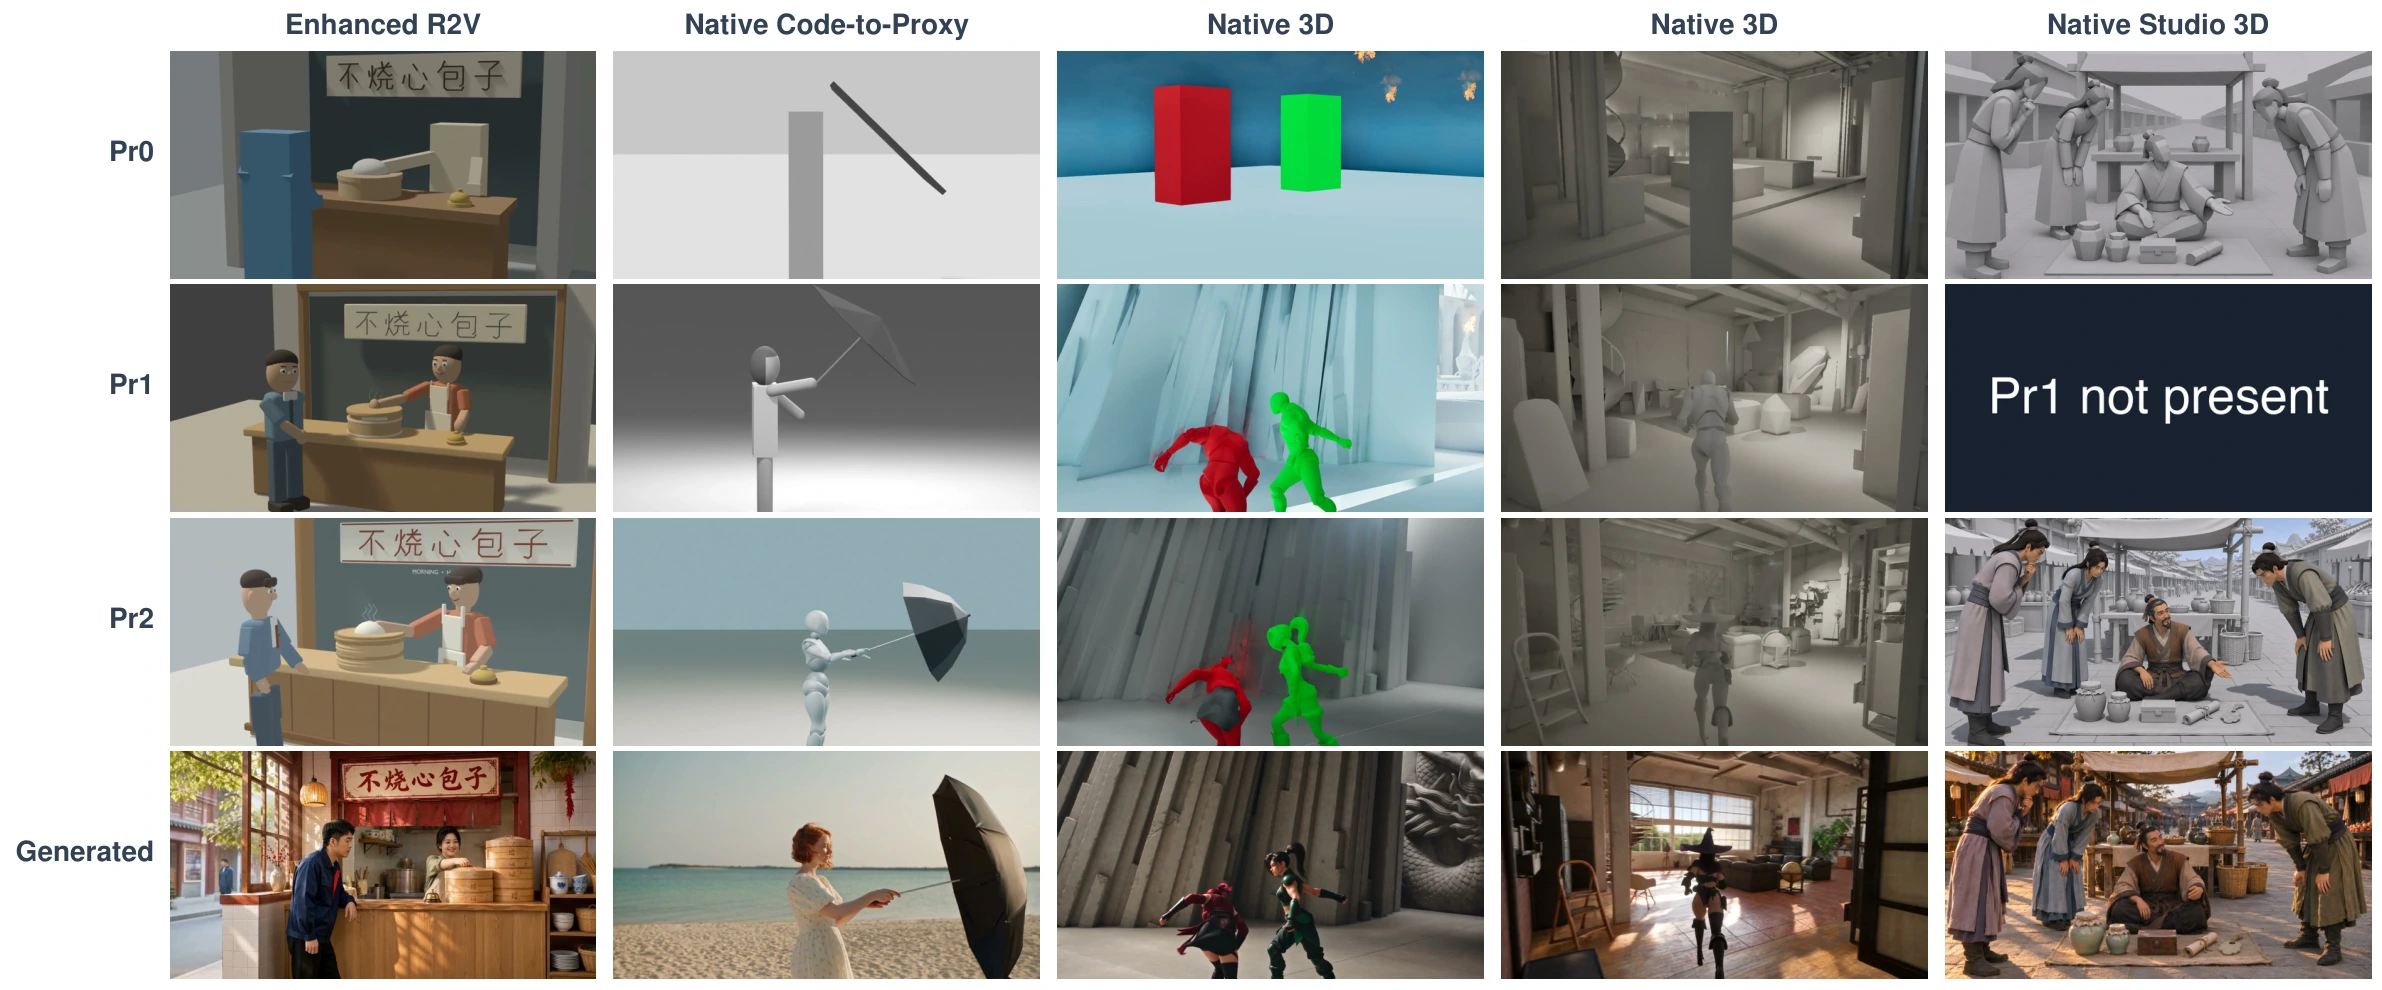 Enhanced R2V
Native Code-to-Proxy
Native 3D
Native 3D
Native Studio 3D
Pr0
不烧心包子
Pr1
不烧心包子
Pr1 not present
Pr2
不烧心包子
MORNING •
Generated
不烧心包子